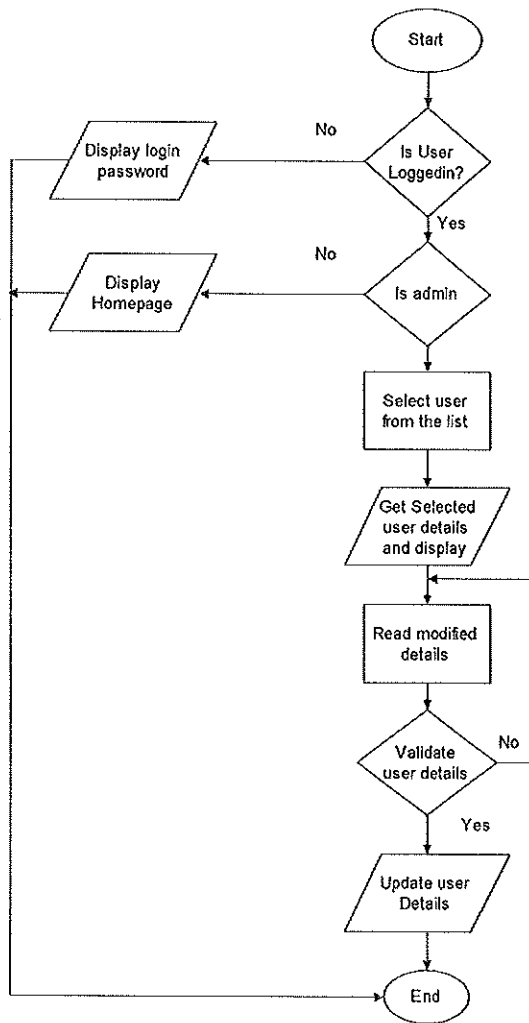 Start
No
Is User
Loggedin?
Display login
password
Yes
No
Is admin
Display
Homepage
Select user
from the list
Get Selected
user details
and display
Read modified
details
Validate
user details
No
Yes
Update user
Details
End